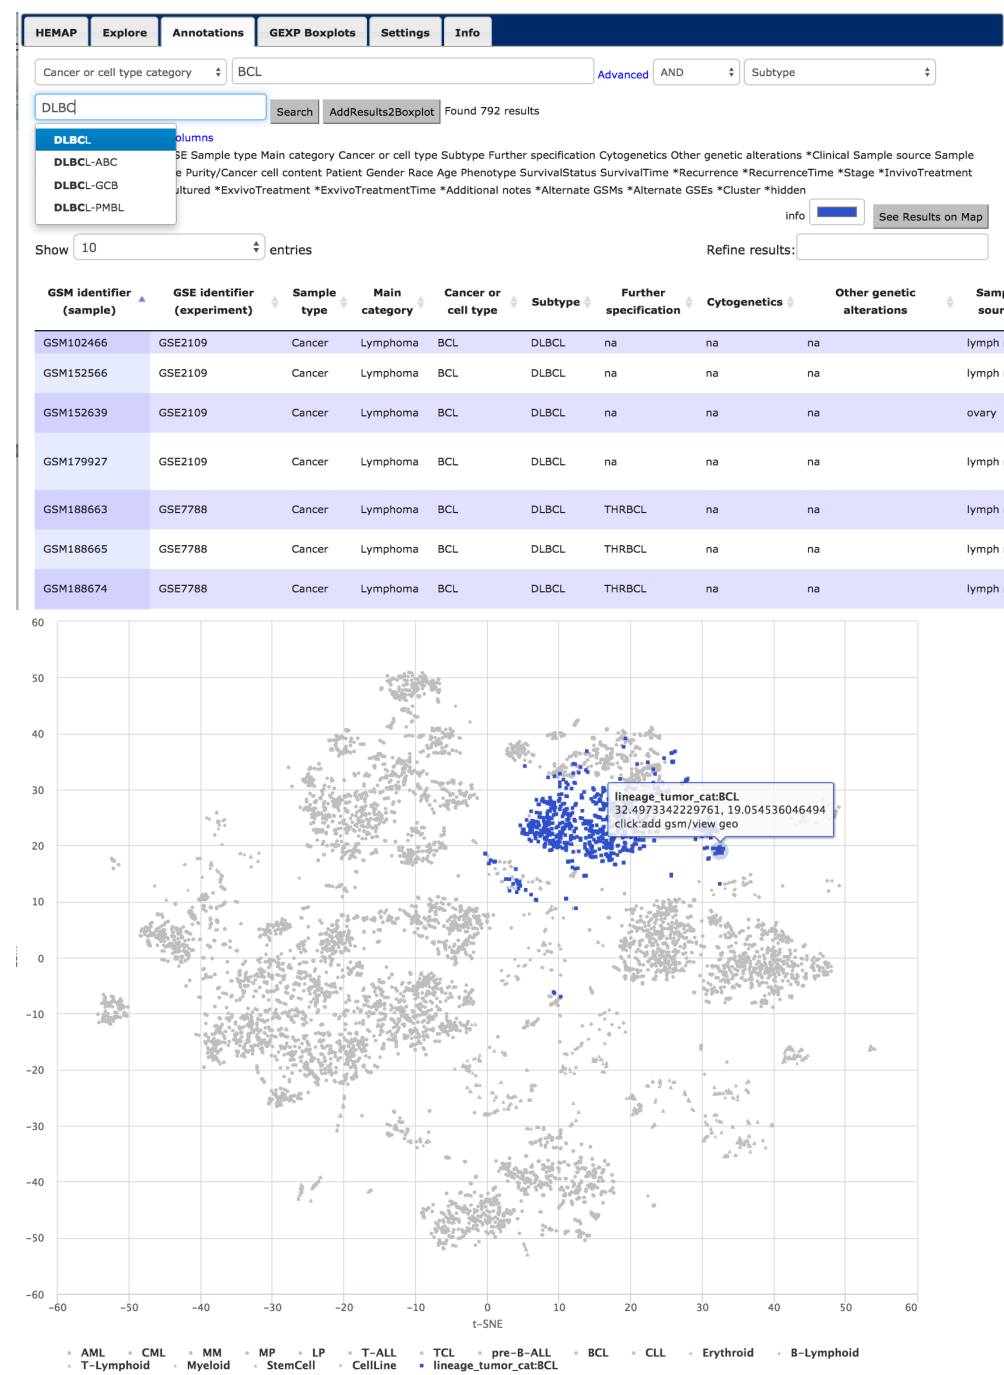 HEMAP Explore Annotations GEXP Boxplots Settings Info
Cancer or cell type category BCL Advanced AND Subtype
DLBC Search AddResults2Boxplot Found 792 results
DLBCL olumns
SE Sample type Main category Cancer or cell type Subtype Further specification Cytogenetics Other genetic alterations *Clinical Sample source Sample
DLBCL-ABC e Purity/Cancer cell content Patient Gender Race Age Phenotype SurvivalStatus SurvivalTime *Recurrence *RecurrenceTime *Stage *InvivoTreatment
DLBCL-GCB ultured *ExvivoTreatment *ExvivoTreatmentTime *Additional notes *Alternate GSMs *Alternate GSEs *Cluster *hidden
DLBCL-PMBL
info See Results on Map
Show 10 entries Refine results:
GSM identifier (sample) GSE identifier (experiment) Sample type Main category Cancer or cell type Subtype Further specification Cytogenetics Other genetic alterations Samp sour
GSM102466 GSE2109 Cancer Lymphoma BCL DLBCL na na na lymph
GSM152566 GSE2109 Cancer Lymphoma BCL DLBCL na na na lymph
GSM152639 GSE2109 Cancer Lymphoma BCL DLBCL na na na ovary
GSM179927 GSE2109 Cancer Lymphoma BCL DLBCL na na na lymph
GSM188663 GSE7788 Cancer Lymphoma BCL DLBCL THRBCL na na lymph
GSM188665 GSE7788 Cancer Lymphoma BCL DLBCL THRBCL na na lymph
GSM188674 GSE7788 Cancer Lymphoma BCL DLBCL THRBCL na na lymph
60
50
40
30
lineage_tumor_cat:BCL
32.4973342229761, 19.054536046494
click:add gsm/view geo
20
10
0
-10
-20
-30
-40
-50
-60
-60 -50 -40 -30 -20 -10 0 10 20 30 40 50 60
t-SNE
AML CML MM MP LP T-ALL TCL pre-B-ALL BCL CLL Erythroid B-Lymphoid
T-Lymphoid Myeloid StemCell CellLine lineage_tumor_cat:BCL